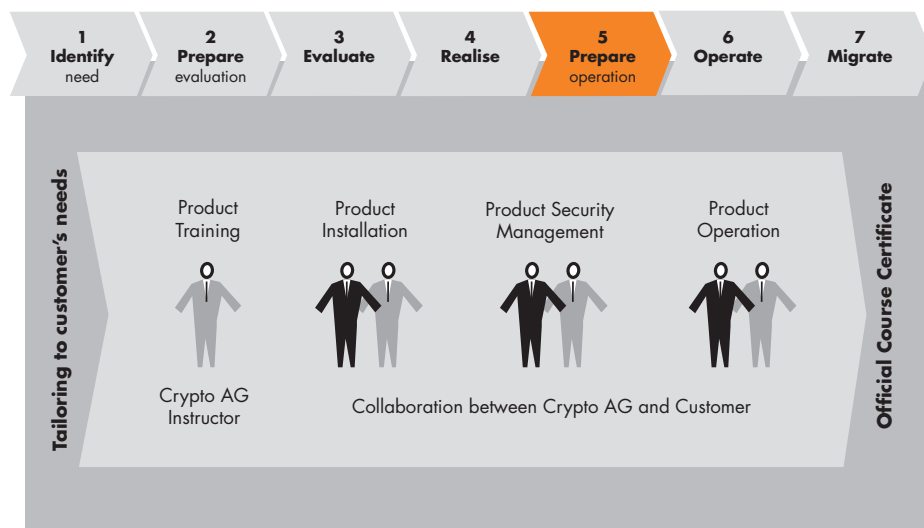 1
Identify
need
2
Prepare
evaluation
3
Evaluate
4
Realise
5
Prepare
operation
6
Operate
7
Migrate
Tailoring to customer's needs
Product
Training
Product
Installation
Product Security
Management
Product
Operation
Crypto AG
Instructor
Collaboration between Crypto AG and Customer
Official Course Certificate